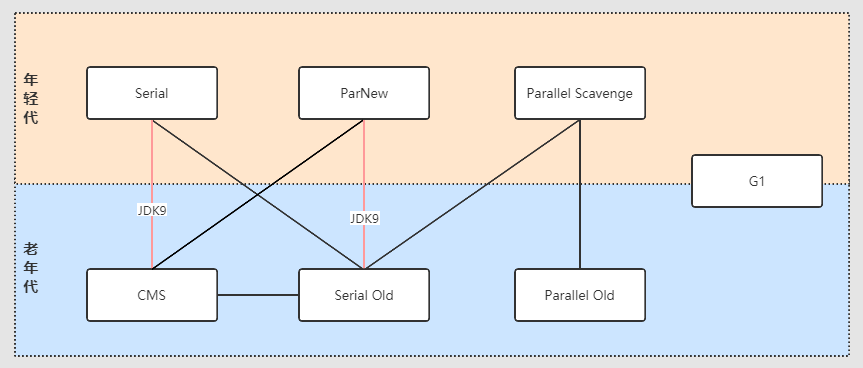 年轻代
Serial
ParNew
Parallel Scavenge
G1
JDK9
JDK9
老年代
CMS
Serial Old
Parallel Old